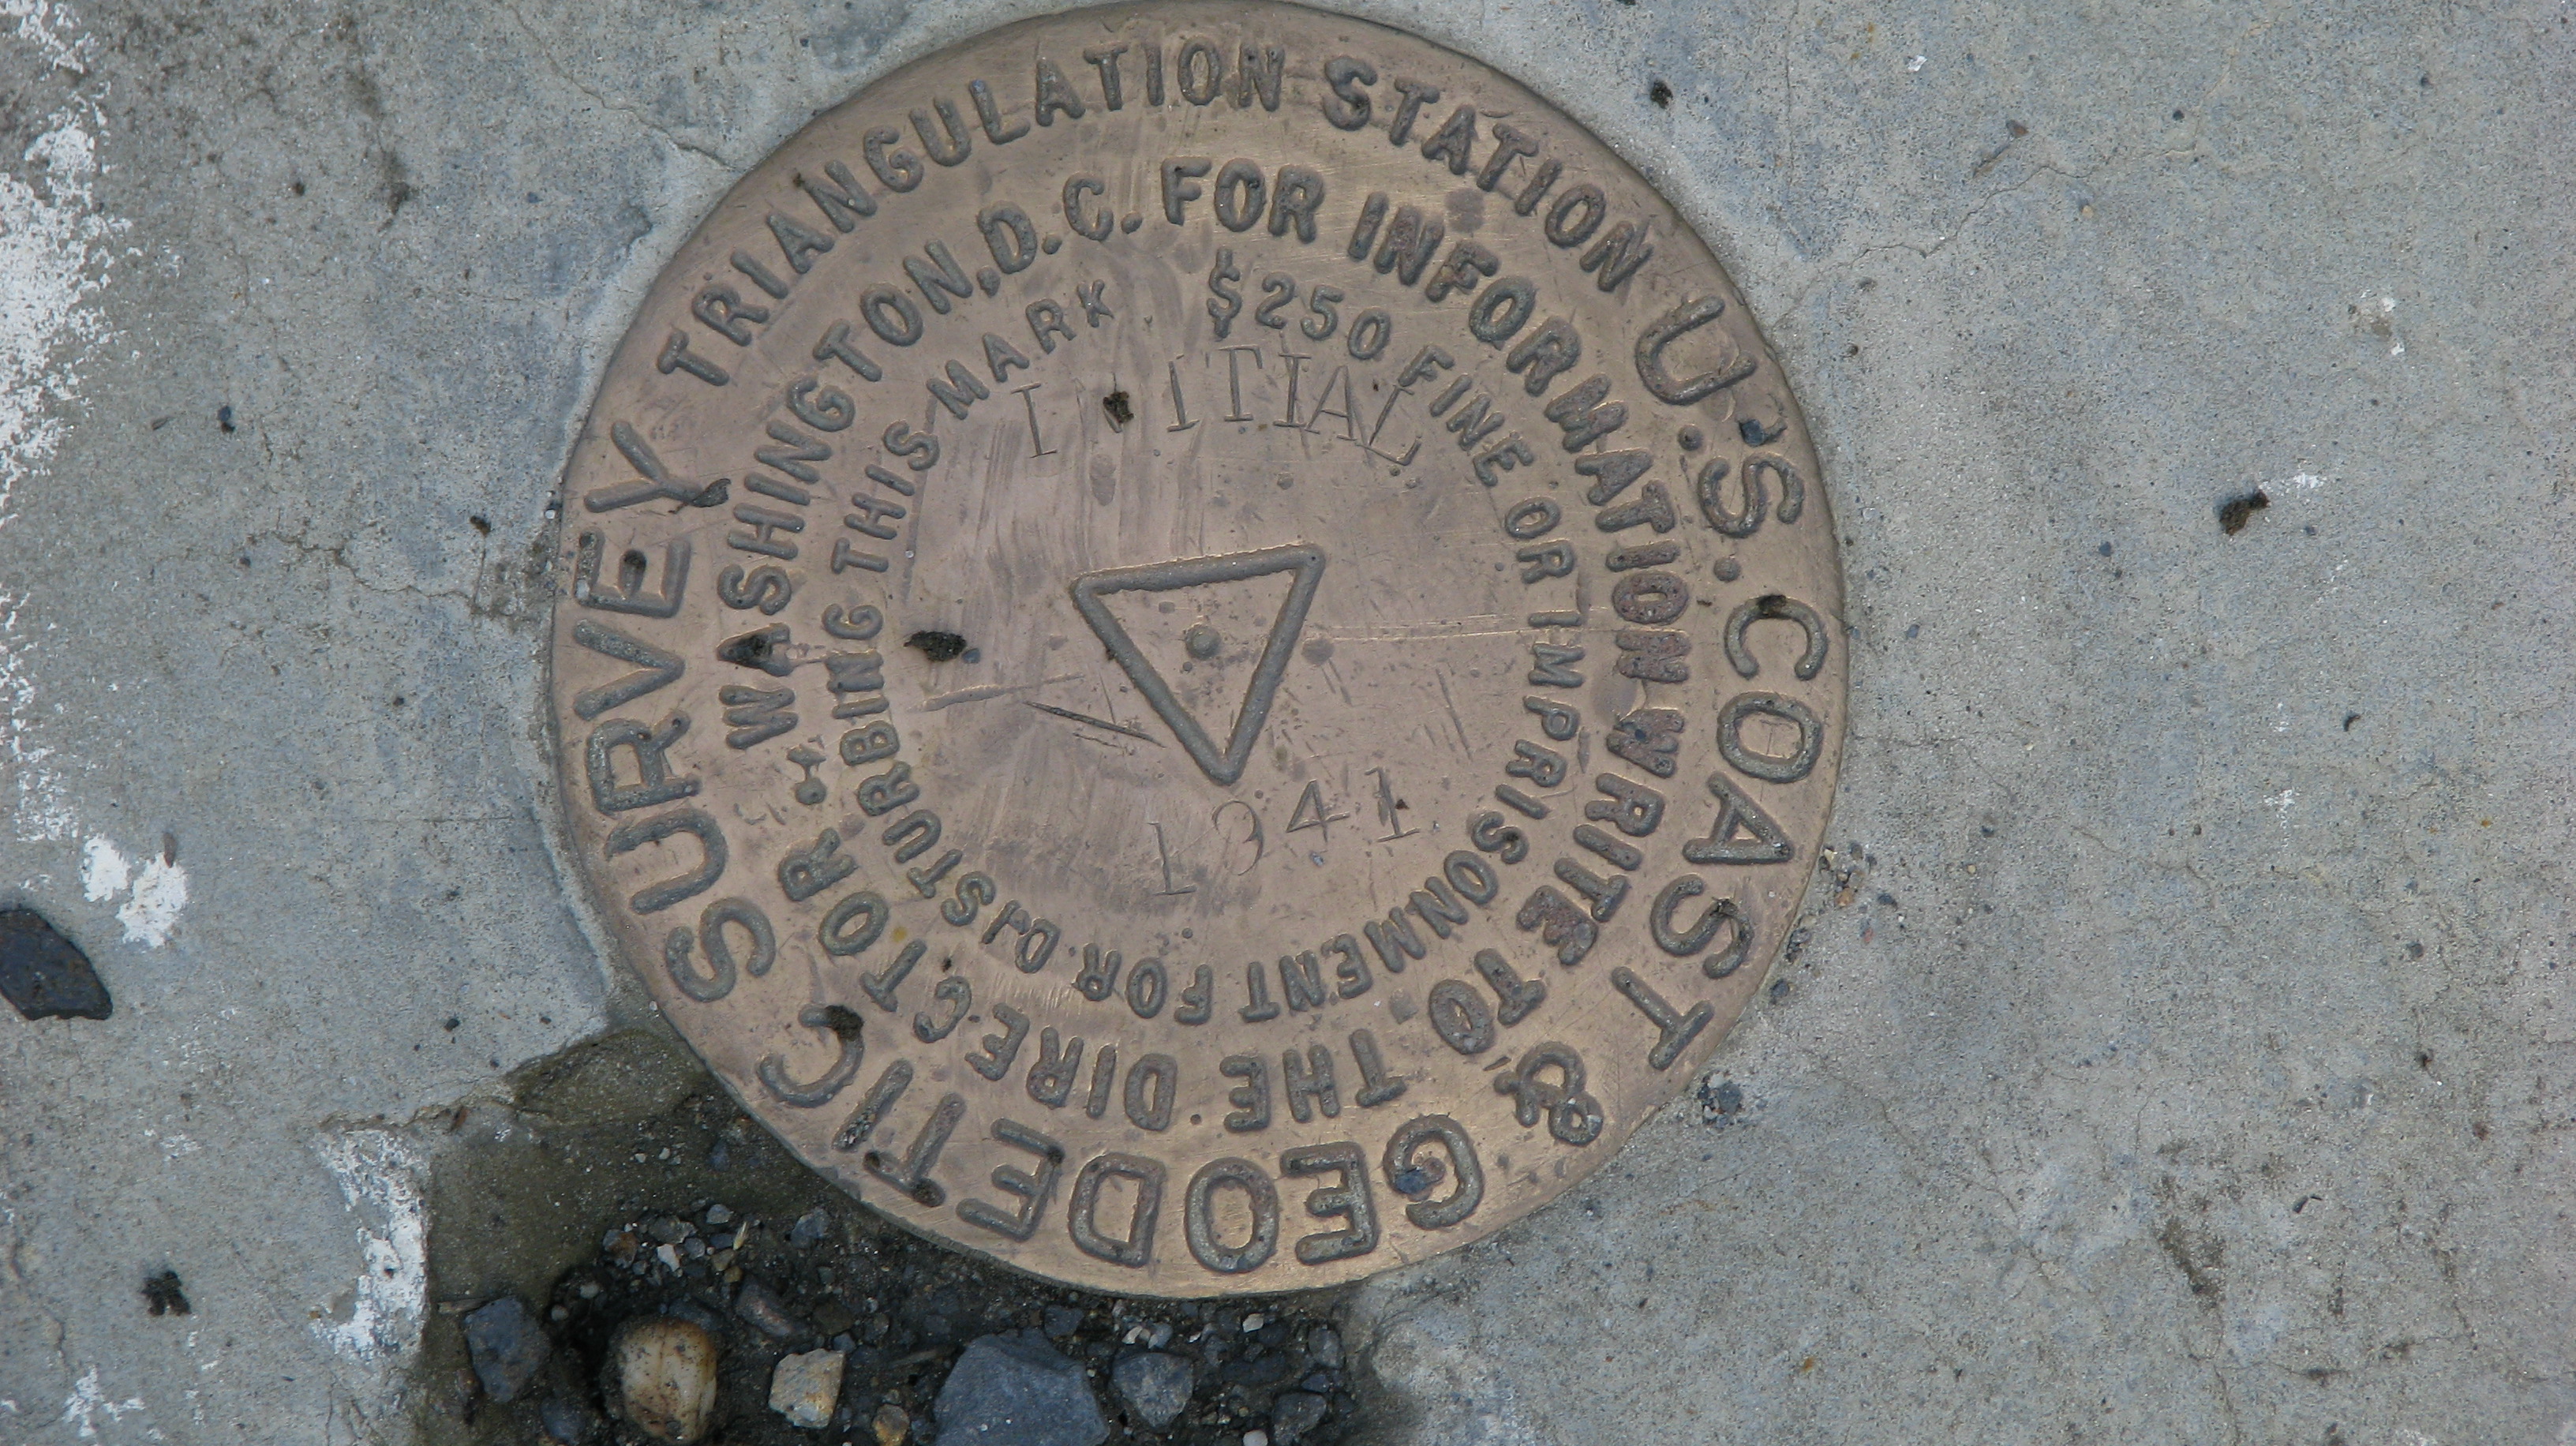 U.S. COAST & GEODETIC SURVEY TRIANGULATION STATION
FOR INFORMATION WRITE TO THE DIRECTOR WASHINGTON, D.C.
$250 FINE OR IMPRISONMENT FOR DISTURBING THIS MARK
INITIAL
1941